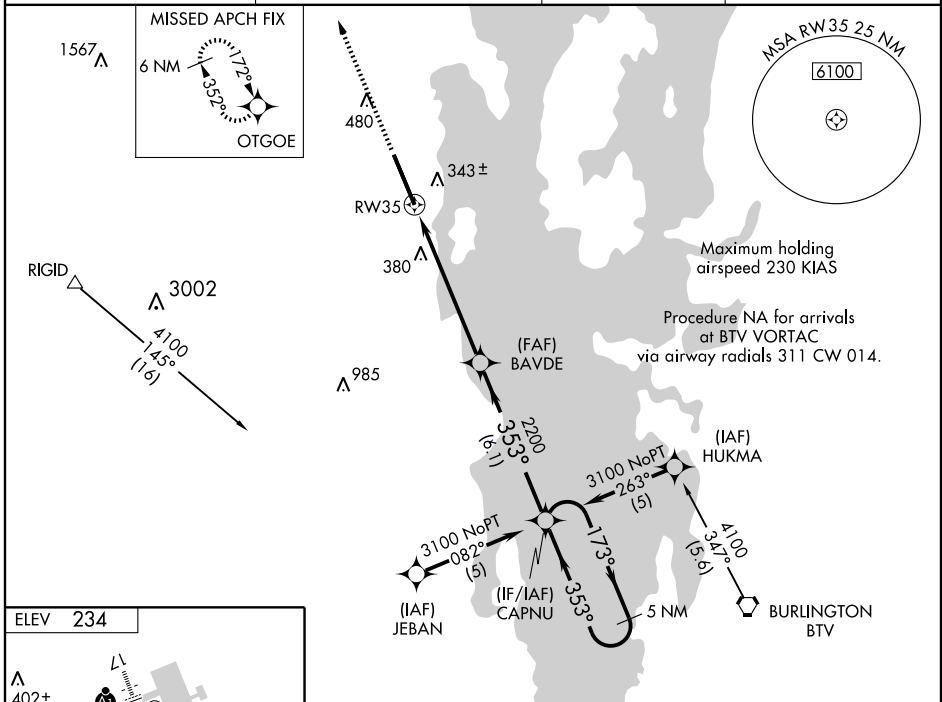 MISSED APCH FIX
6 NM
172°
352°
OTGOE
1567
480
343±
RW35
380
MSA RW35 25 NM
6100
Maximum holding
airspeed 230 KIAS
Procedure NA for arrivals
at BTV VORTAC
via airway radials 311 CW 014.
RIGID
3002
4100
145°
(16)
985
(FAF)
BAVDE
2200
353°
(6.1)
(IAF)
HUKMA
3100 NoPT
263°
(5)
4100
347°
(5.6)
3100 NoPT
082°
(5)
173°
353°
5 NM
(IAF)
JEBAN
(IF/IAF)
CAPNU
BURLINGTON
BTV
ELEV 234
17
402±